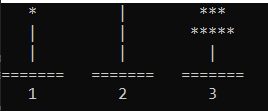 *          |         ***
|          |        *****
|          |          |
=======    =======    =======
1          2          3